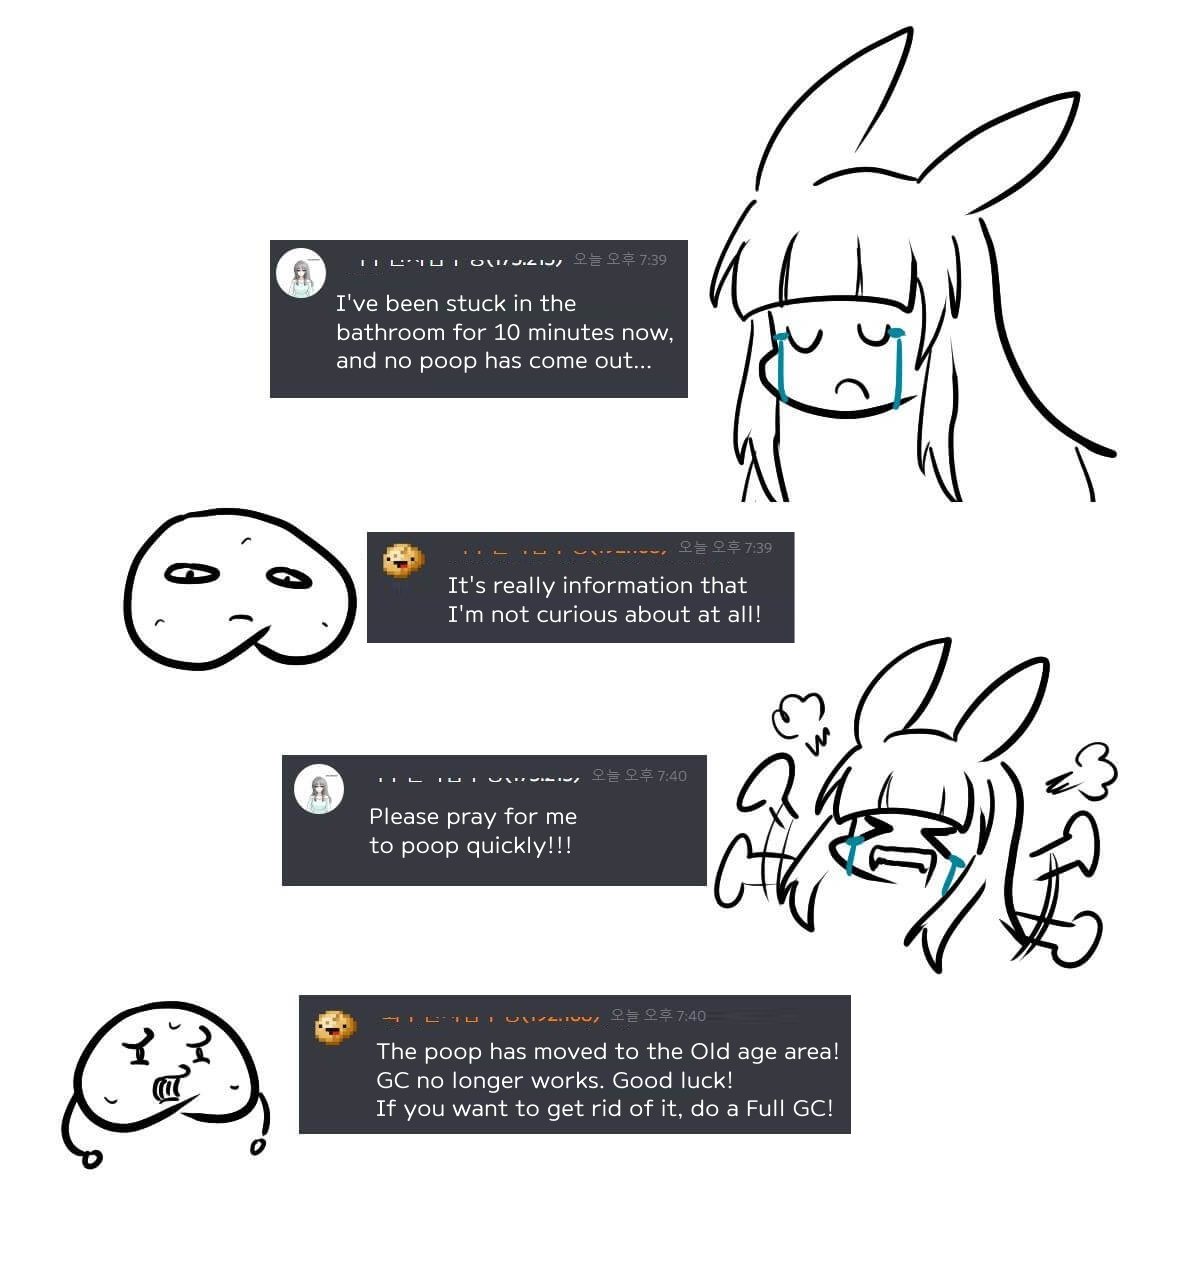 오늘 오후 7:39
I've been stuck in the
bathroom for 10 minutes now,
and no poop has come out...
오늘 오후 7:39
It's really information that
I'm not curious about at all!
오늘 오후 7:40
Please pray for me
to poop quickly!!!
오늘 오후 7:40
The poop has moved to the Old age area!
GC no longer works. Good luck!
If you want to get rid of it, do a Full GC!